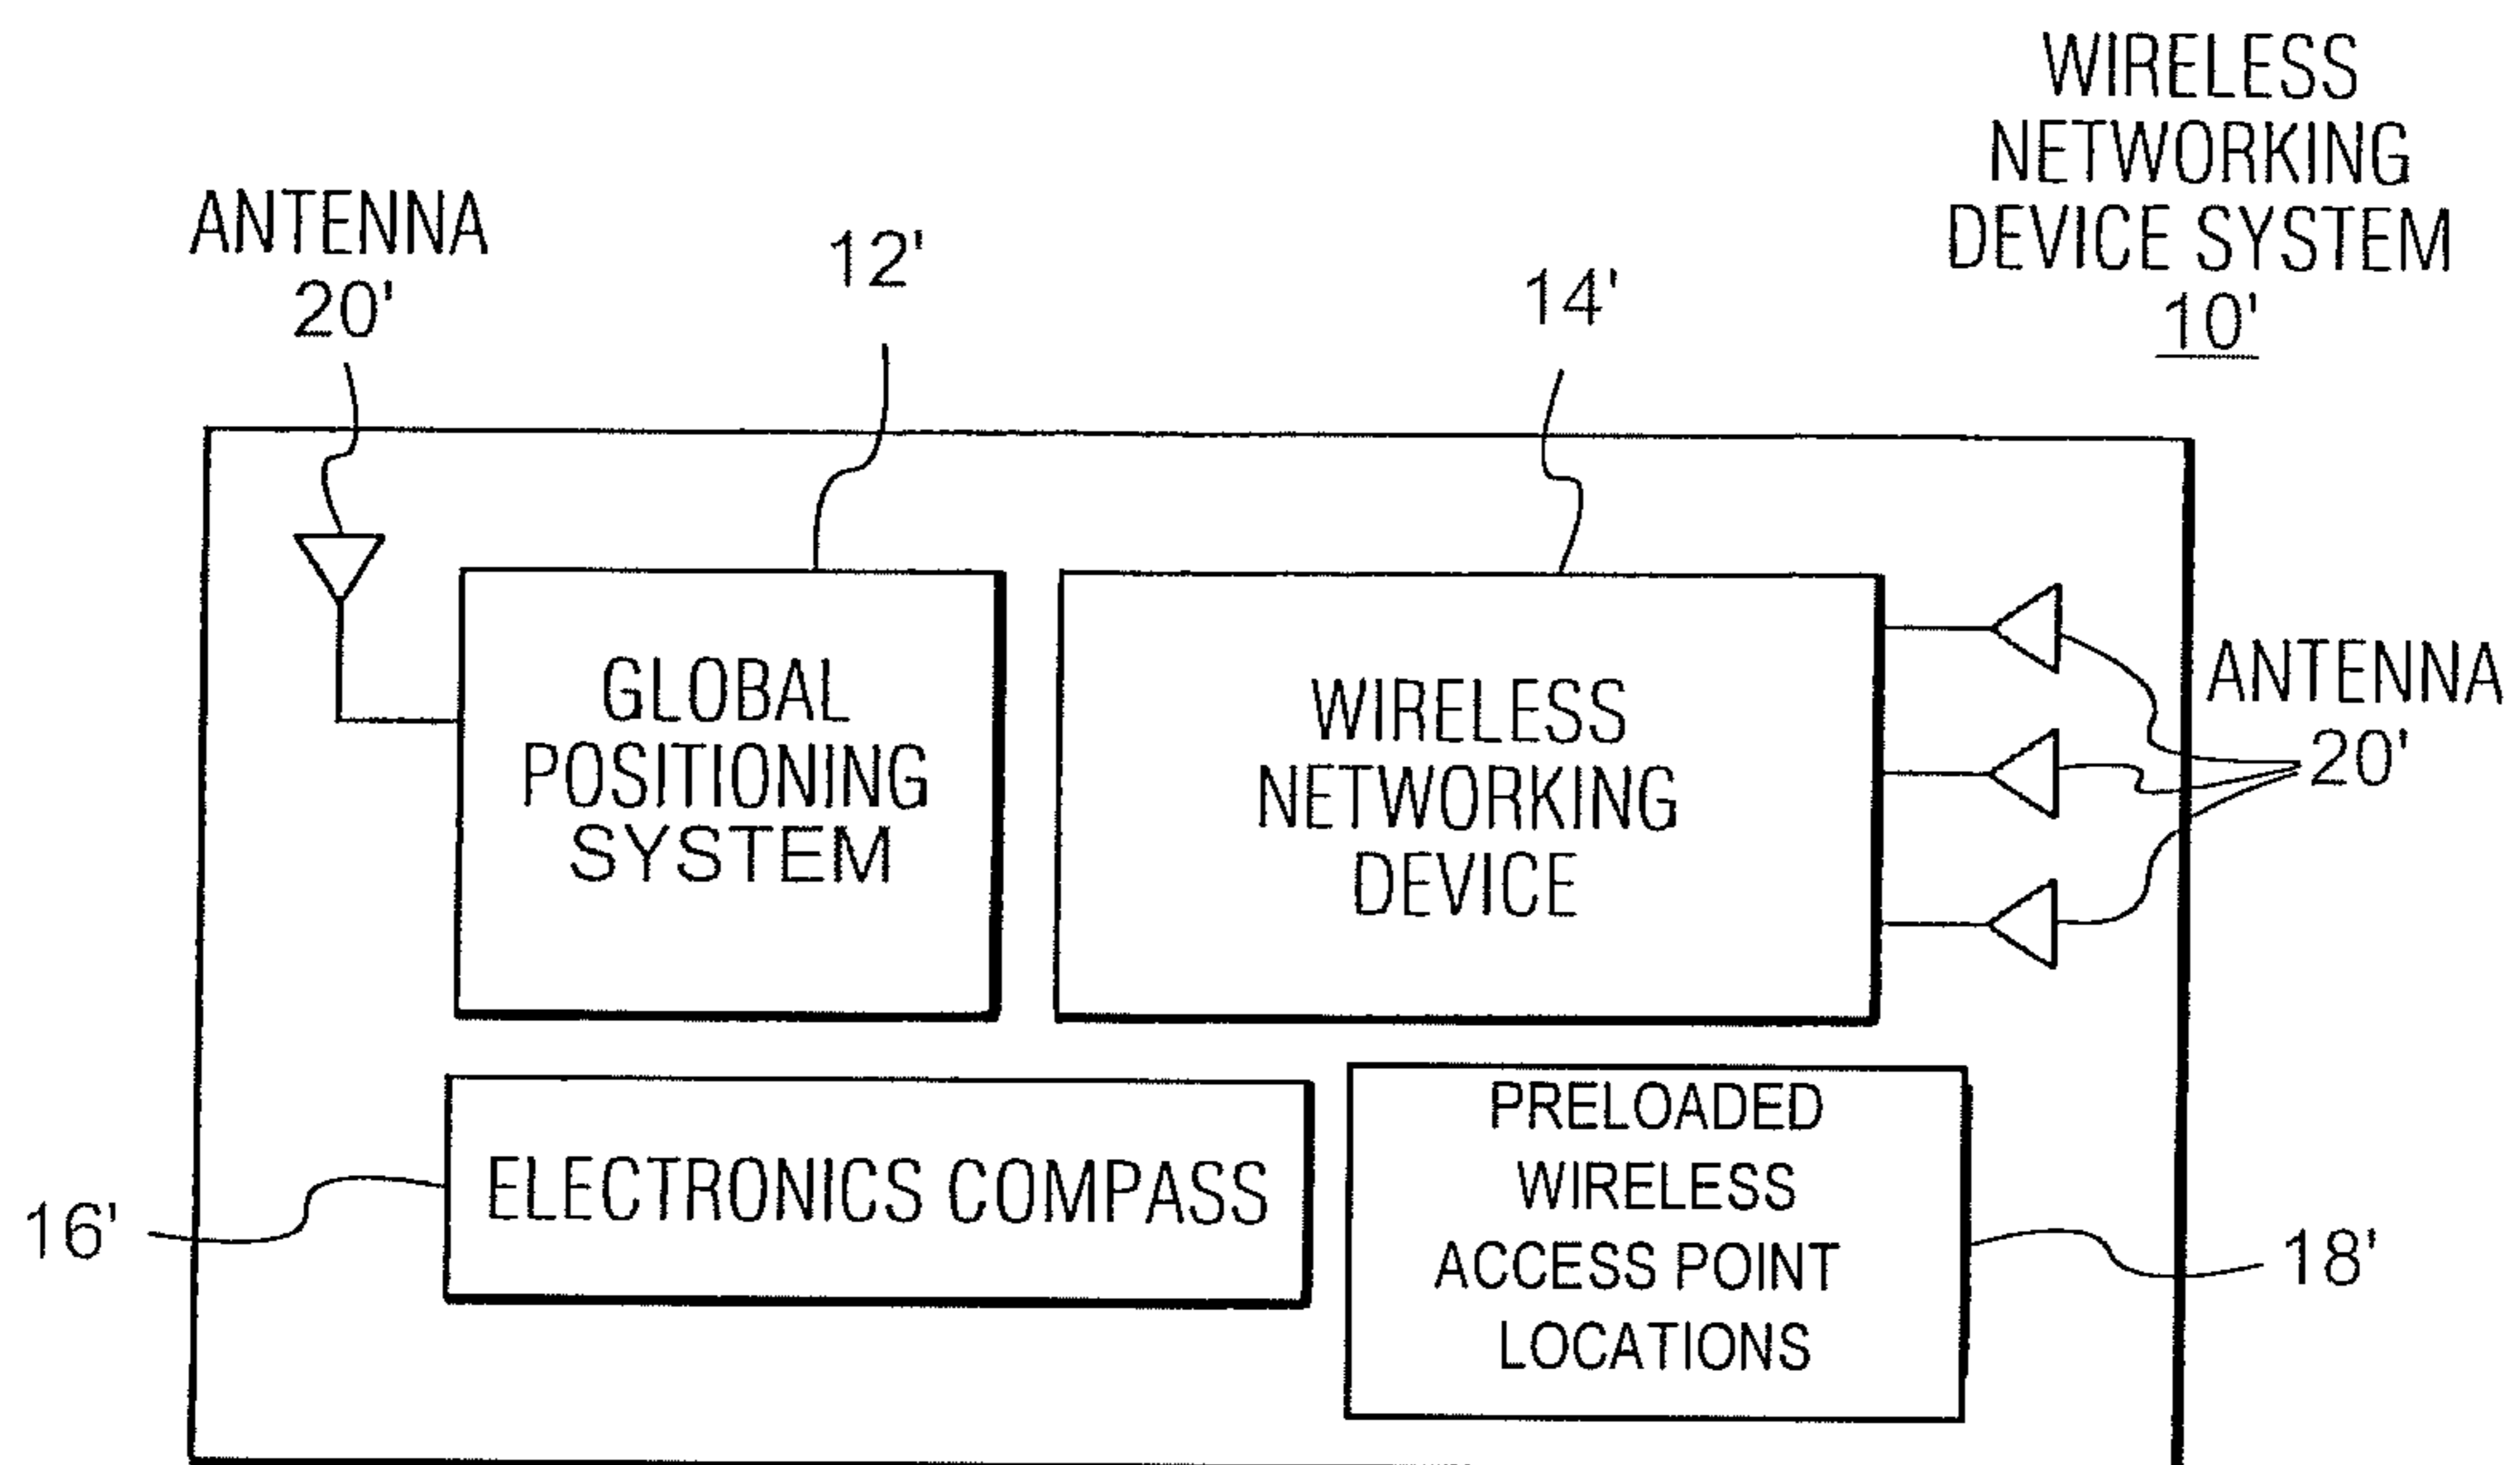 WIRELESS
NETWORKING
DEVICE SYSTEM
10'
ANTENNA
20'
12'
14'
GLOBAL
POSITIONING
SYSTEM
WIRELESS
NETWORKING
DEVICE
ANTENNA
20'
ELECTRONICS COMPASS
16'
PRELOADED
WIRELESS
ACCESS POINT
LOCATIONS
18'